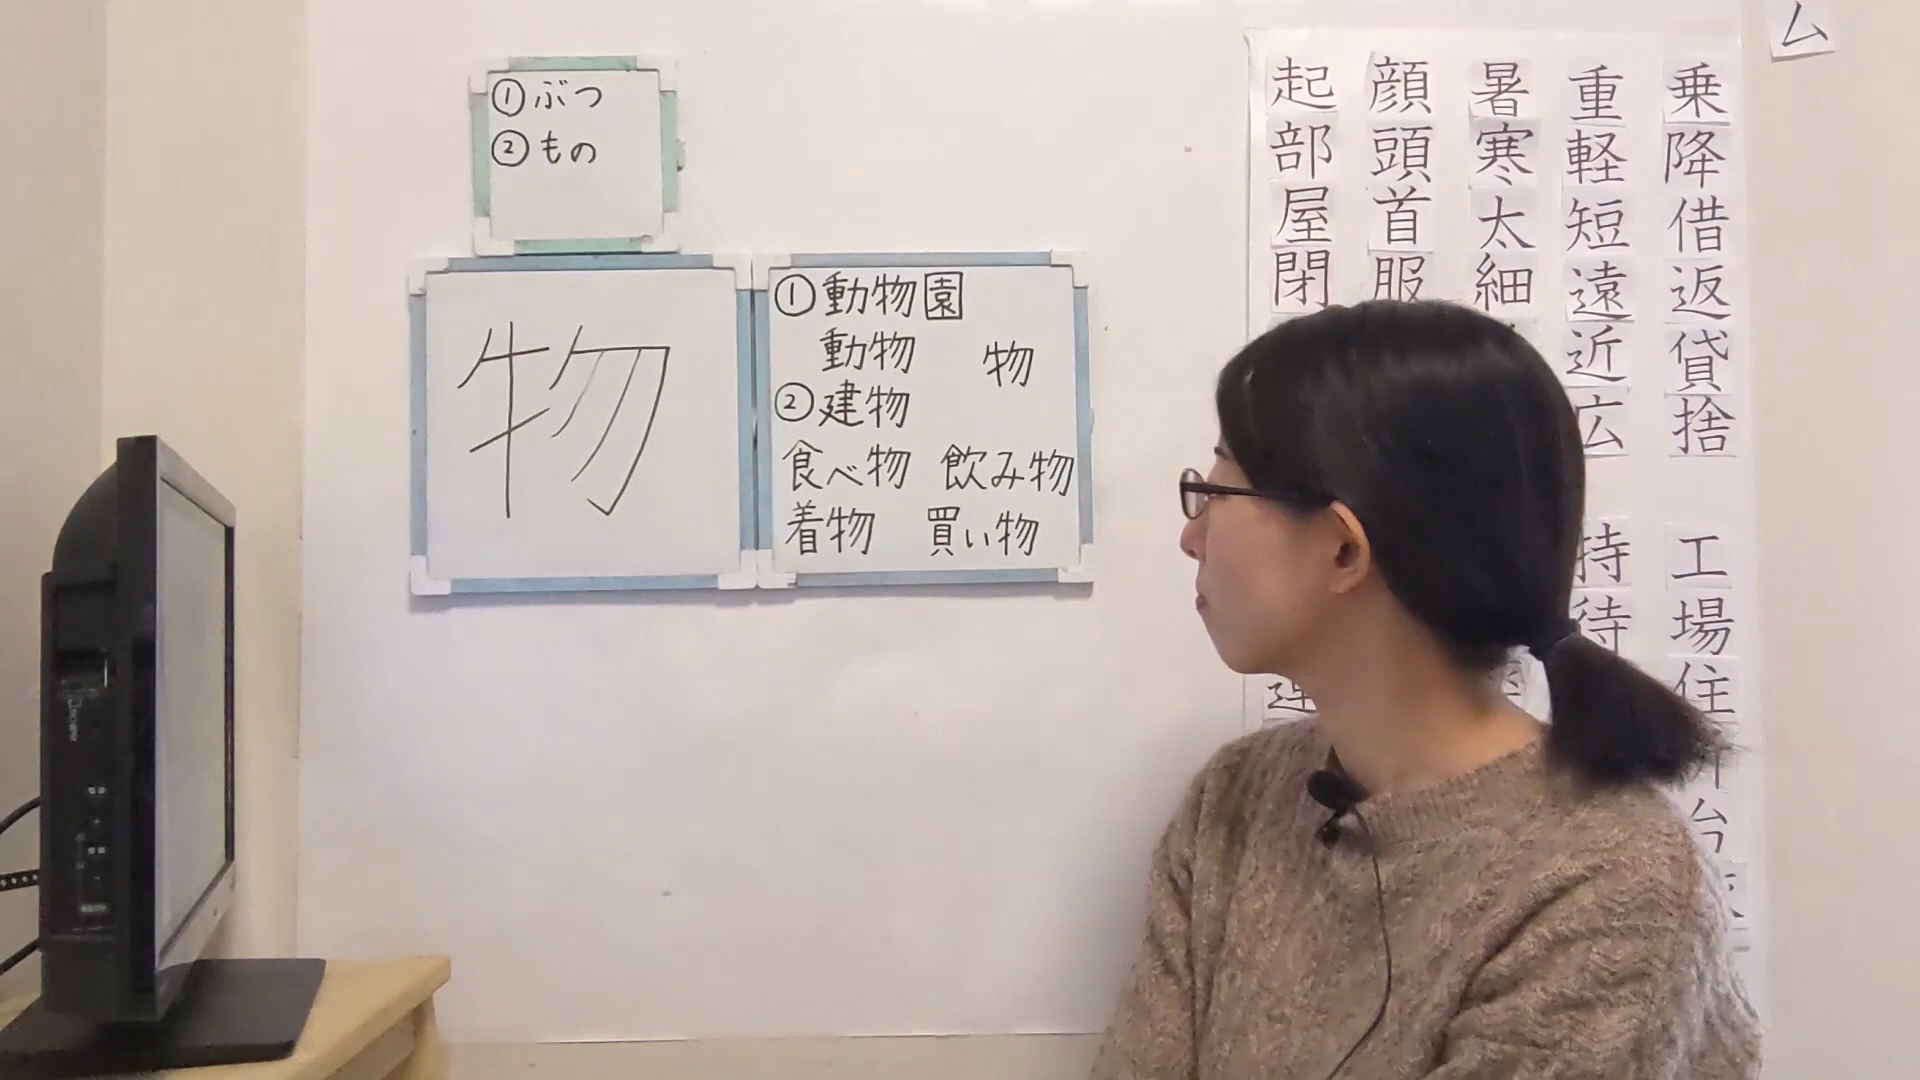 ①ぶつ
②もの
物
①動物園
動物 物
②建物
食べ物 飲み物
着物 買い物
起 顔 暑 重 乗
部 頭 寒 軽 降
屋 首 太 短 借
閉 服 細 遠 返
近 貸
広 捨
持 工
待 場
住
台
ム